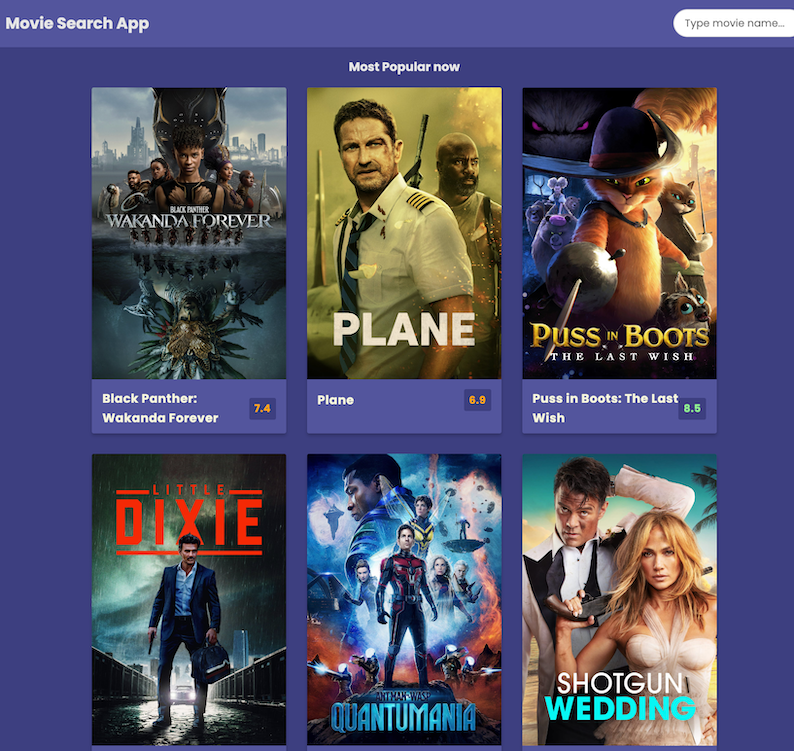 Movie Search App
Type movie name...
Most Popular now
BLACK PANTHER
WAKANDA FOREVER
PLANE
PUSS IN BOOTS
THE LAST WISH
Black Panther:
Wakanda Forever
7.4
Plane
6.9
Puss in Boots: The Last
Wish
8.5
LITTLE
DIXIE
ANT-MAN AND THE WASP
QUANTUMANIA
SHOTGUN
WEDDING